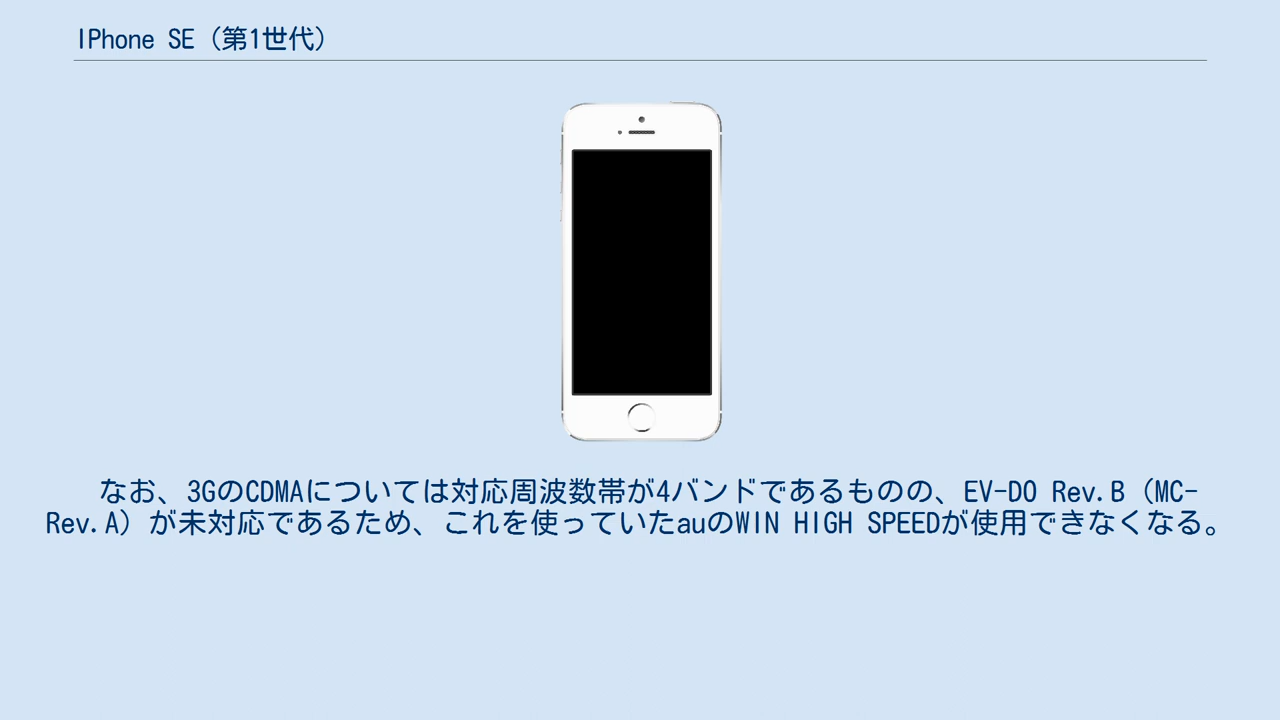 IPhone SE（第1世代）
なお、3GのCDMAについては対応周波数帯が4バンドであるものの、EV-DO Rev.B（MC-
Rev.A）が未対応であるため、これを使っていたauのWIN HIGH SPEEDが使用できなくなる。